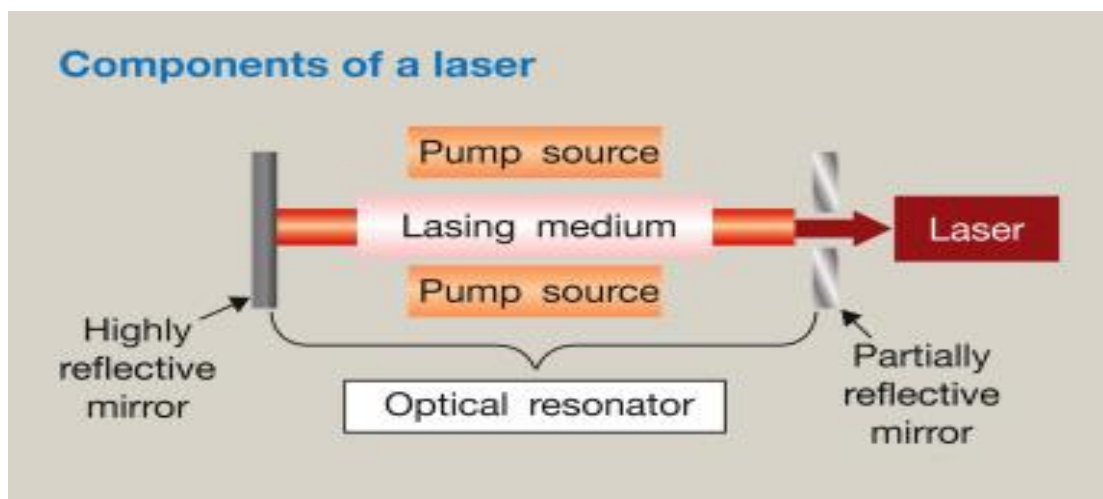 Components of a laser
Pump source
Lasing medium
Laser
Pump source
Highly
reflective
mirror
Optical resonator
Partially
reflective
mirror